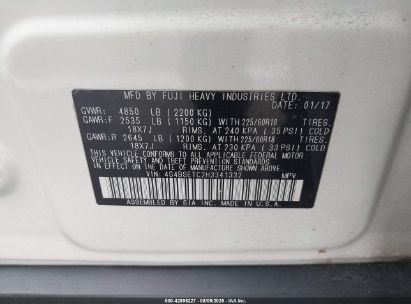 MFD BY FUJI HEAVY INDUSTRIES LTD.
DATE: 01/17
GVWR: 4850 LB (2200 KG)
GAWR:F 2535 LB (1150 KG) WITH 225/60R18 TIRES.
18X7J RIMS. AT 240 KPA (35 PSI) COLD
GAWR:R 2645 LB (1200 KG) WITH 225/60R18 TIRES.
18X7J RIMS. AT 230 KPA (33 PSI) COLD
THIS VEHICLE CONFORMS TO ALL APPLICABLE FEDERAL MOTOR
VEHICLE SAFETY AND THEFT PREVENTION STANDARDS IN EFFECT
ON THE DATE OF MANUFACTURE SHOWN ABOVE.
VIN: 4S4BSETC2H3341332 MPV
ASSEMBLED BY SIA INC. MADE IN U.S.A.